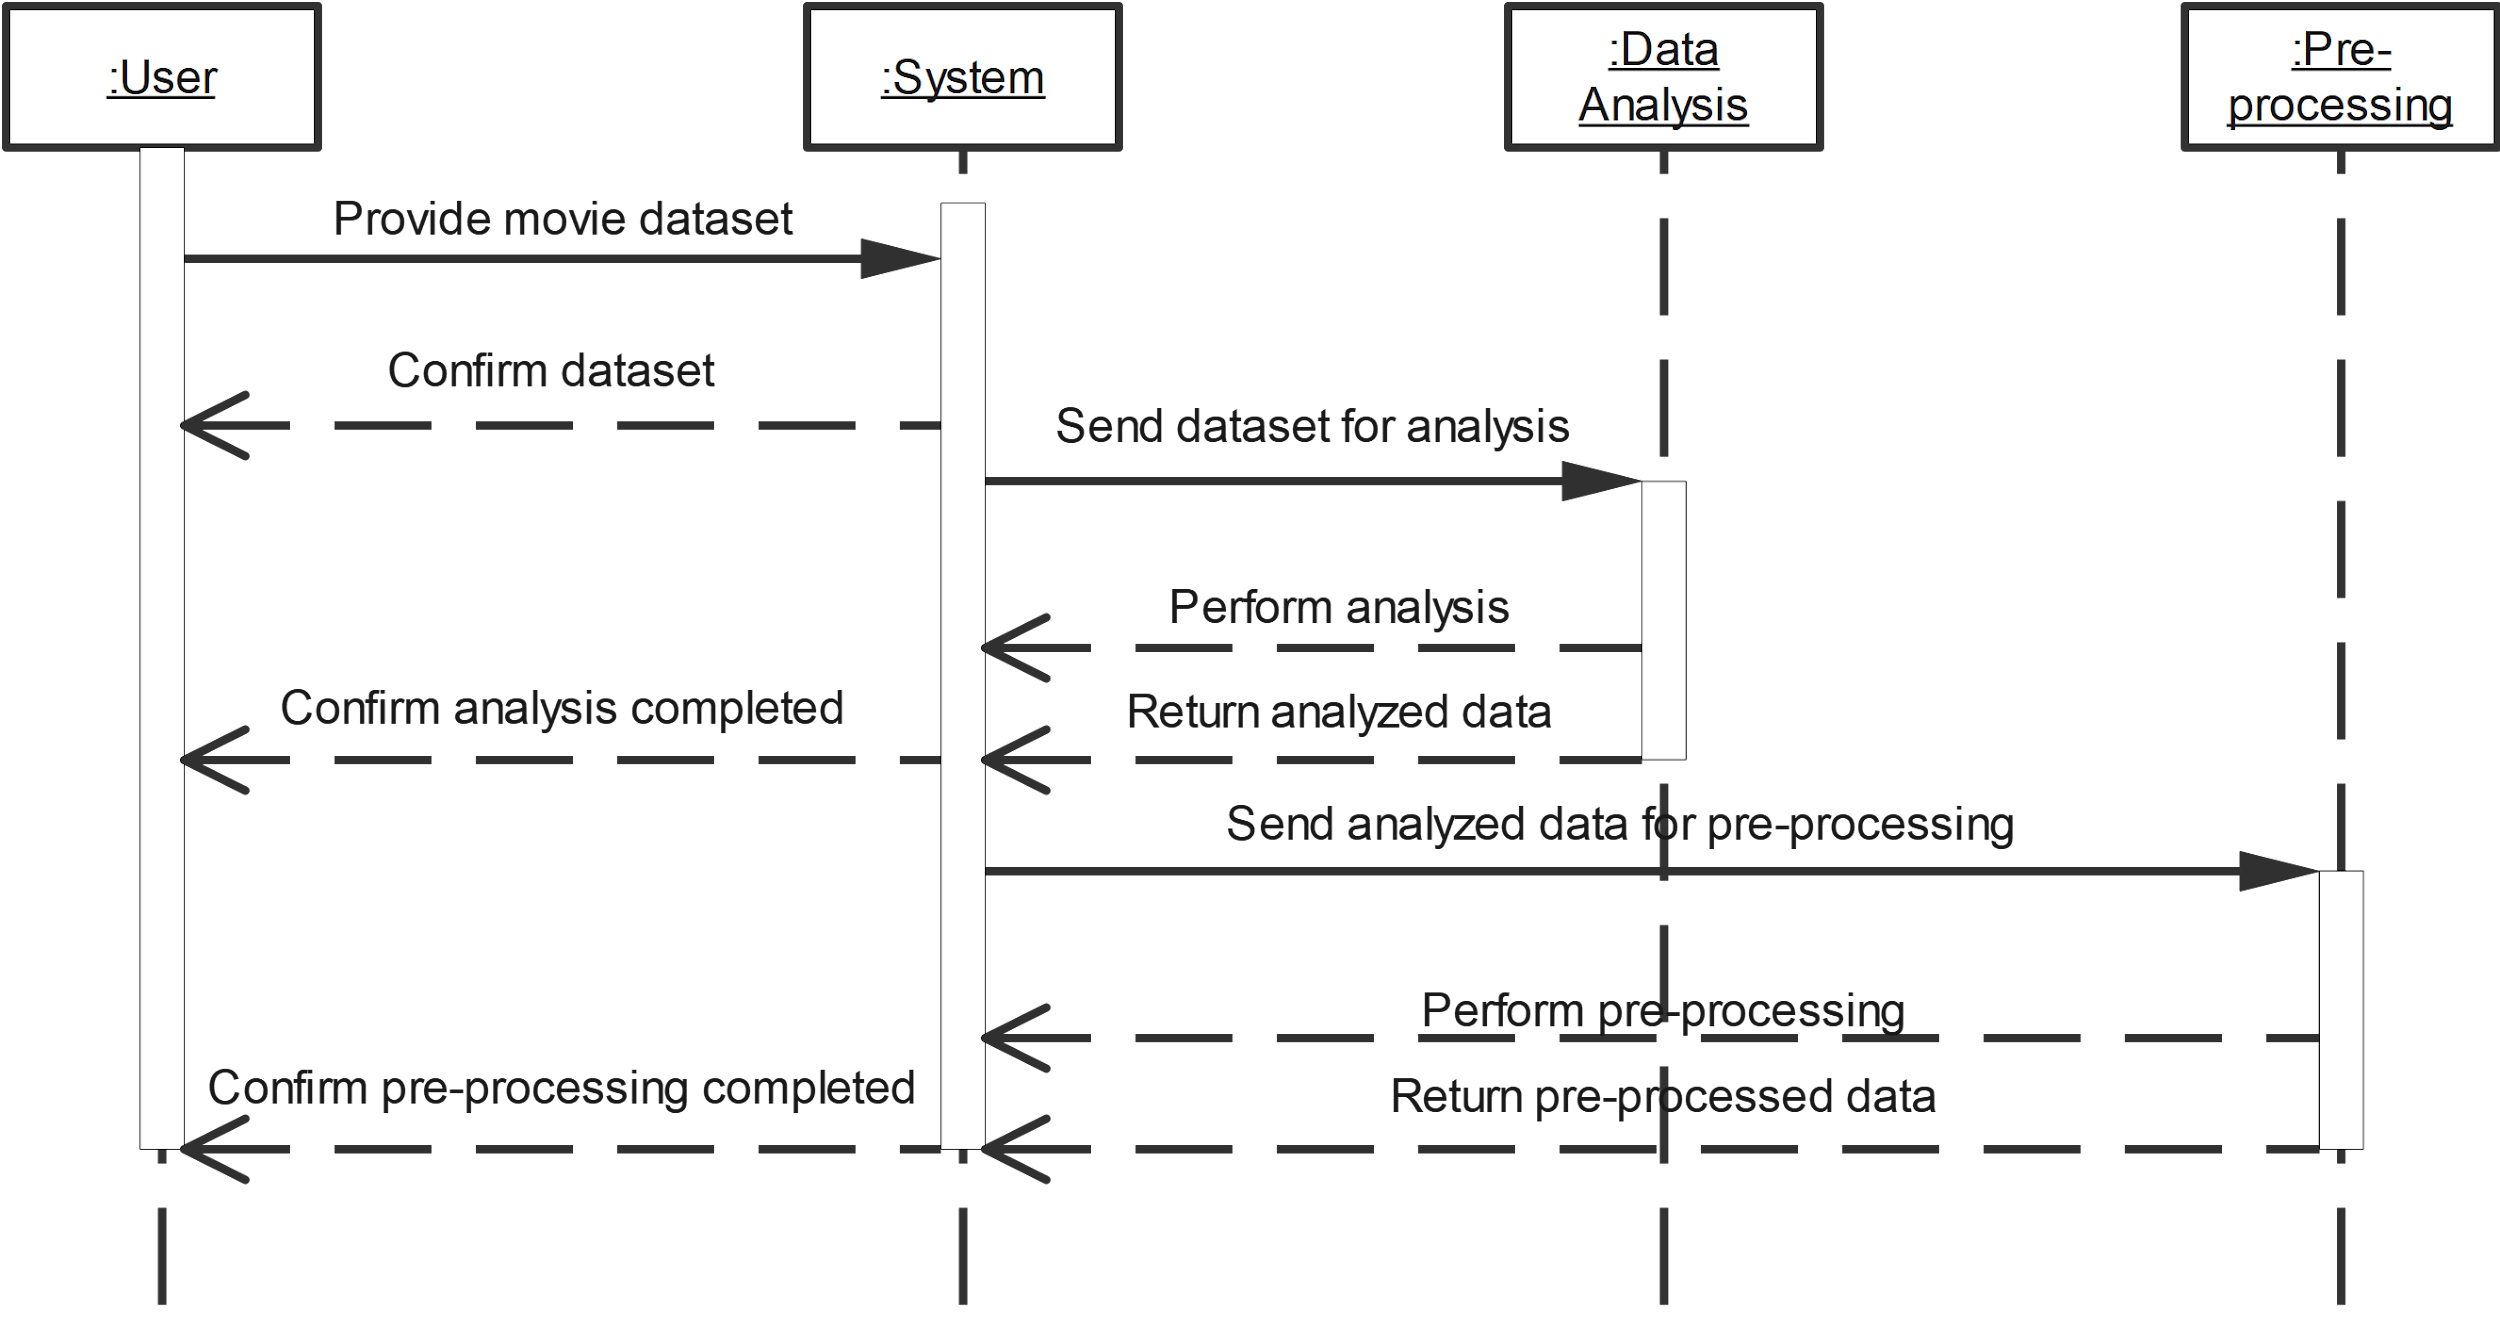 :User
:System
:Data
Analysis
:Pre-
processing
Provide movie dataset
Confirm dataset
Send dataset for analysis
Perform analysis
Confirm analysis completed
Return analyzed data
Send analyzed data for pre-processing
Perform pre-processing
Confirm pre-processing completed
Return pre-processed data